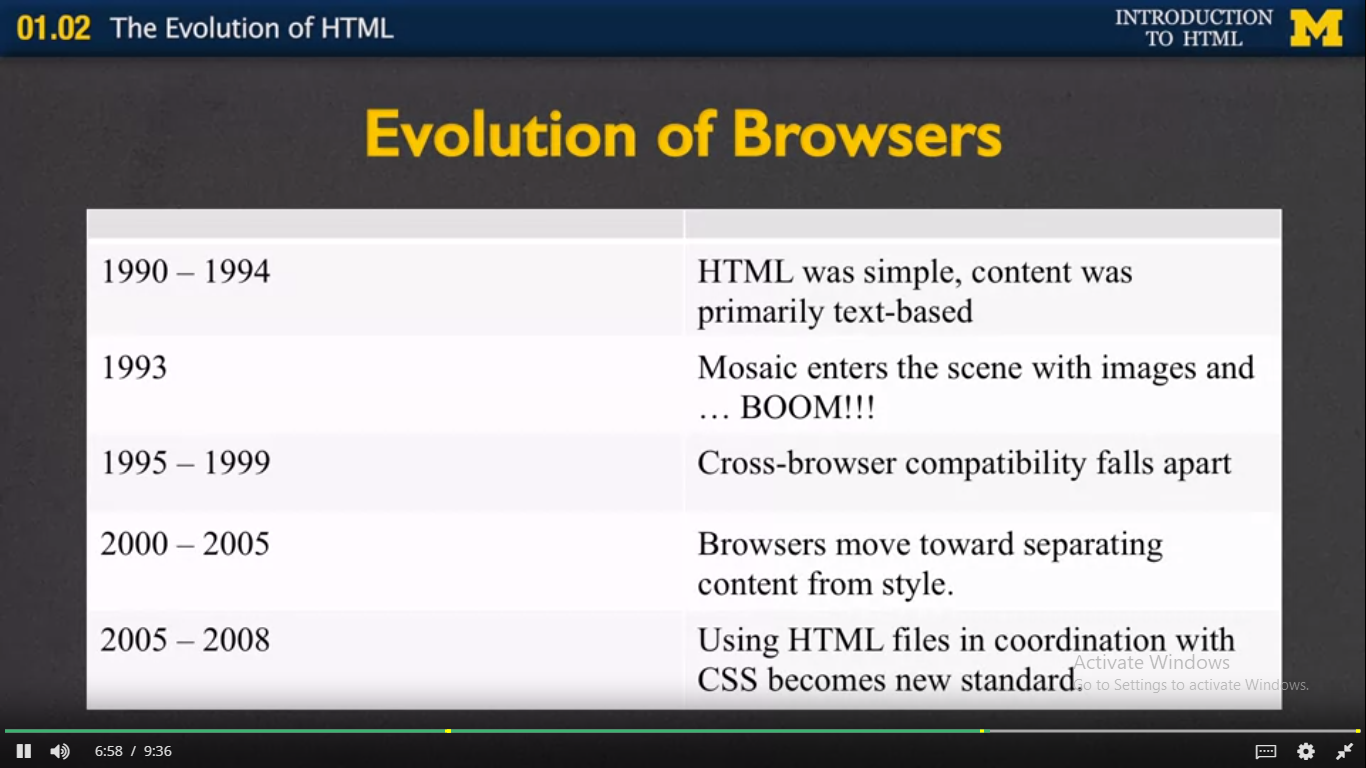 01.02 The Evolution of HTML
INTRODUCTION
TO HTML
M
Evolution of Browsers
1990 – 1994
HTML was simple, content was
primarily text-based
1993
Mosaic enters the scene with images and
… BOOM!!!
1995 – 1999
Cross-browser compatibility falls apart
2000 – 2005
Browsers move toward separating
content from style.
2005 – 2008
Using HTML files in coordination with
CSS becomes new standard.
Activate Windows
Go to Settings to activate Windows.
6:58 / 9:36